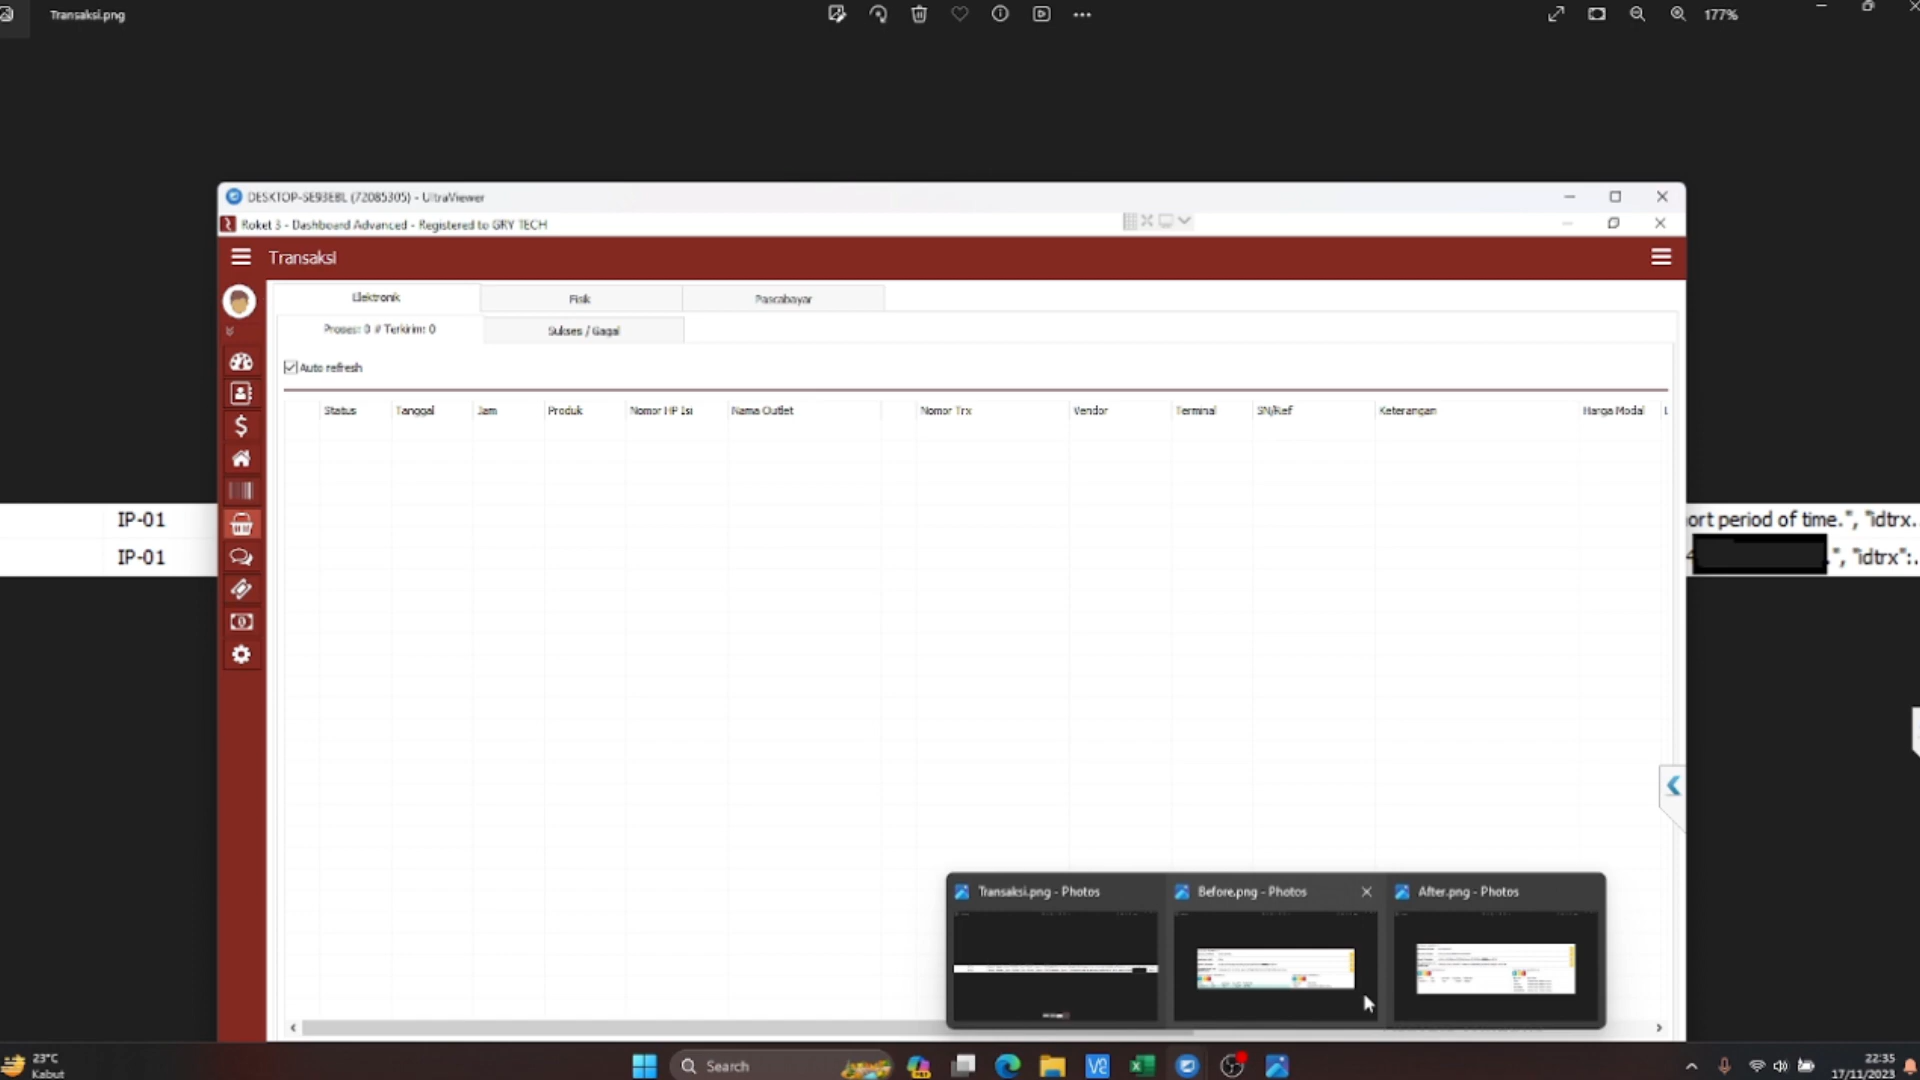 Transaksi.png
177%
DESKTOP-SE93EBL (72085305) - UltraViewer
Roket 3 - Dashboard Advanced - Registered to GRY TECH
Transaksi
Elektronik Fisik Pascabayar
Proses: 0 # Terkirim: 0 Sukses / Gagal
Auto refresh
Status Tanggal Jam Produk Nomor HP Isi Nama Outlet Nomor Trx Vendor Terminal SN/Ref Keterangan Harga Modal
IP-01 ort period of time.", "idtrx..
IP-01 .", "idtrx":.
Transaksi.png - Photos Before.png - Photos After.png - Photos
23°C
Kabut
Search
22:35
17/11/2023